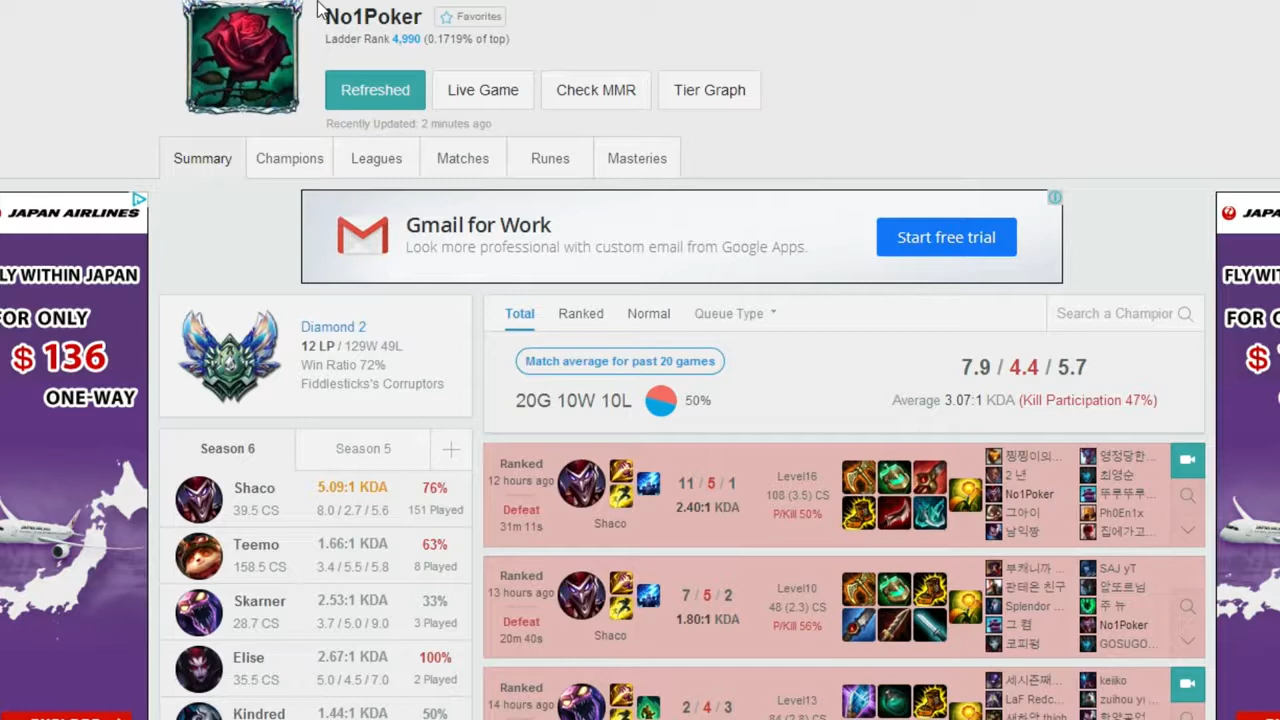 No1Poker
Favorites
Ladder Rank 4,990 (0.1719% of top)
Refreshed
Live Game
Check MMR
Tier Graph
Recently Updated: 2 minutes ago
Summary
Champions
Leagues
Matches
Runes
Masteries
JAPAN AIRLINES
FLY WITHIN JAPAN
FOR ONLY
$ 136
ONE-WAY
Gmail for Work
Look more professional with custom email from Google Apps.
Start free trial
JAPA
FLY WIT
FOR O
$
Diamond 2
12 LP / 129W 49L
Win Ratio 72%
Fiddlesticks's Corruptors
Total
Ranked
Normal
Queue Type
Search a Champior
Match average for past 20 games
20G 10W 10L
50%
7.9 / 4.4 / 5.7
Average 3.07:1 KDA (Kill Participation 47%)
Season 6
Season 5
Shaco
5.09:1 KDA
76%
39.5 CS
8.0 / 2.7 / 5.6
151 Played
Teemo
1.66:1 KDA
63%
158.5 CS
3.4 / 5.5 / 5.8
8 Played
Skarner
2.53:1 KDA
33%
28.7 CS
3.7 / 5.0 / 9.0
3 Played
Elise
2.67:1 KDA
100%
35.5 CS
5.0 / 4.5 / 7.0
2 Played
Kindred
1.44:1 KDA
50%
Ranked
12 hours ago
Defeat
31m 11s
Shaco
11 / 5 / 1
2.40:1 KDA
Level16
108 (3.5) CS
P/Kill 50%
찡찡이의...
2 년
No1Poker
그아이
남익짱
영정당한...
최영순
뚜루뚜루...
Ph0En1x
집에가고...
Ranked
13 hours ago
Defeat
20m 40s
Shaco
7 / 5 / 2
1.80:1 KDA
Level10
48 (2.3) CS
P/Kill 56%
부캐니까 ...
판테온 친구
Splendor ...
그 켬
코피평
SAJ yT
암또르님
주 뉴
No1Poker
GOSUGO...
Ranked
14 hours ago
2 / 4 / 3
Level13
세시즌째...
LaF Redc...
keiiko
zuihou yi ...